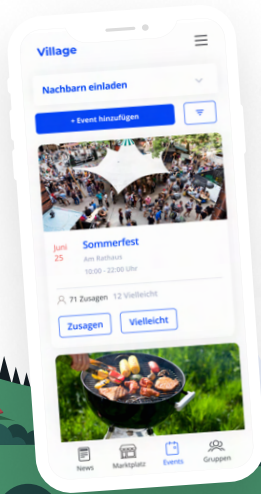 Village
Nachbarn einladen
+ Event hinzufügen
Juni
25
Sommerfest
Am Rathaus
10:00 - 22:00 Uhr
71 Zusagen 12 Vielleicht
Zusagen Vielleicht
News Marktplatz Events Gruppen